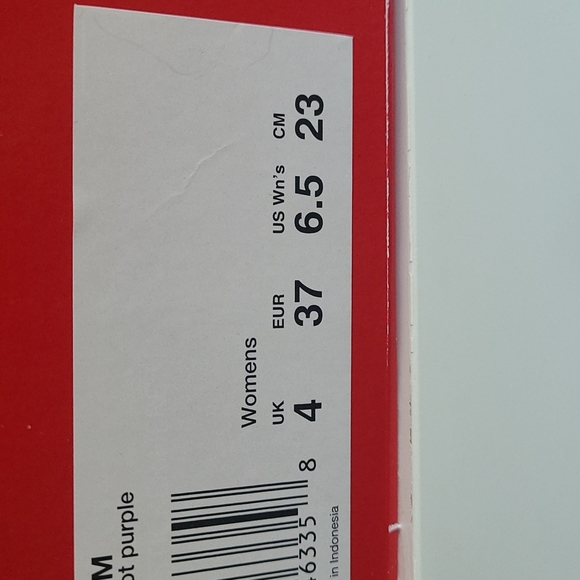 M
ot purple
Womens
UK EUR US Wn's CM
4 37 6.5 23
6335 8
in Indonesia